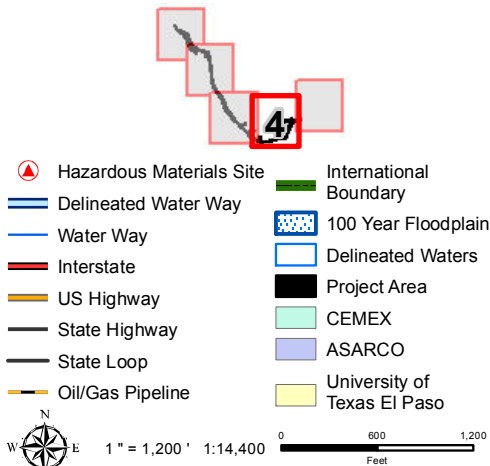 4
Hazardous Materials Site
Delineated Water Way
Water Way
Interstate
US Highway
State Highway
State Loop
Oil/Gas Pipeline
International
Boundary
100 Year Floodplain
Delineated Waters
Project Area
CEMEX
ASARCO
University of
Texas El Paso
N
W E
S
1 " = 1,200 ' 1:14,400
0 600 1,200
Feet